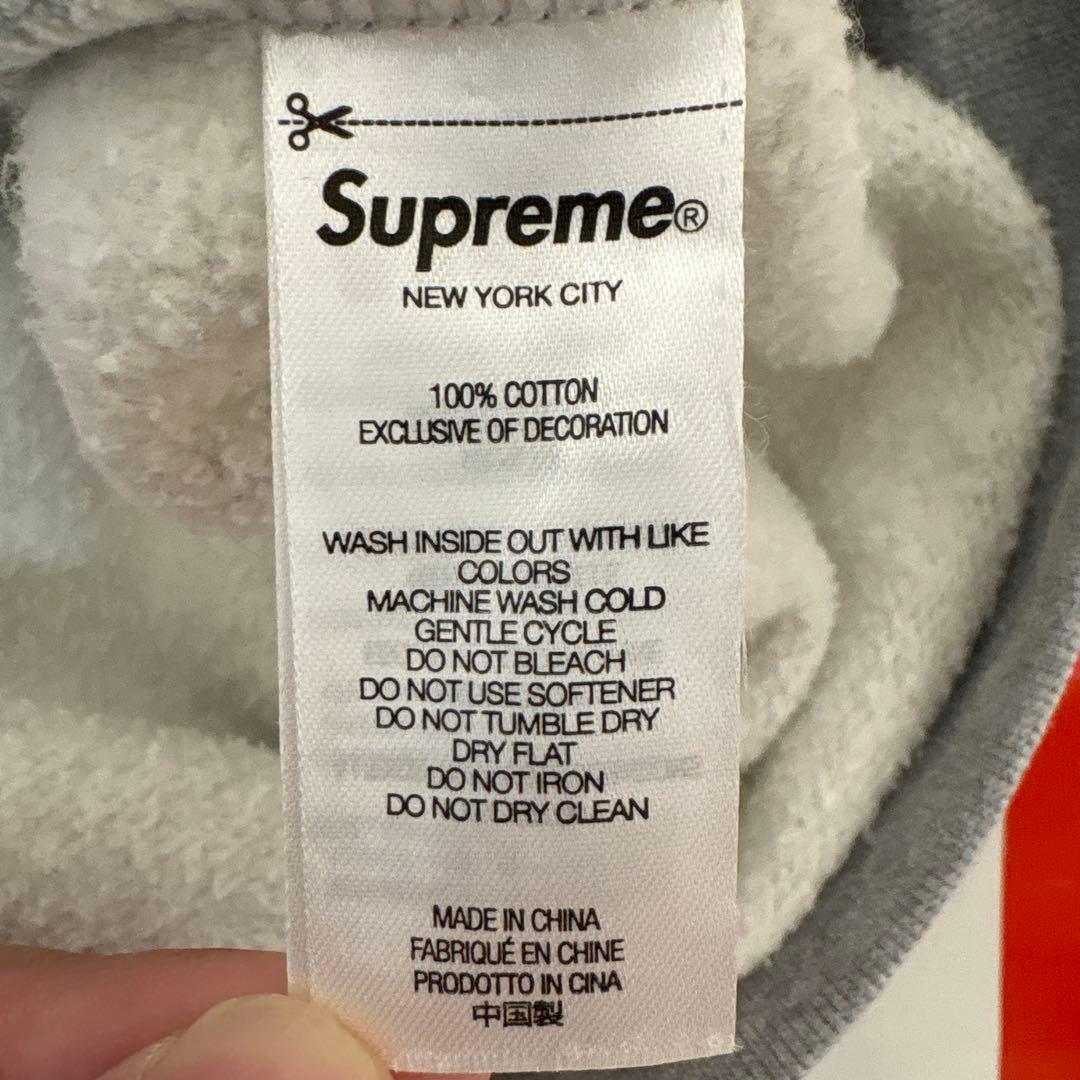 Supreme®
NEW YORK CITY
100% COTTON
EXCLUSIVE OF DECORATION
WASH INSIDE OUT WITH LIKE
COLORS
MACHINE WASH COLD
GENTLE CYCLE
DO NOT BLEACH
DO NOT USE SOFTENER
DO NOT TUMBLE DRY
DRY FLAT
DO NOT IRON
DO NOT DRY CLEAN
MADE IN CHINA
FABRIQUÉ EN CHINE
PRODOTTO IN CINA
中国製